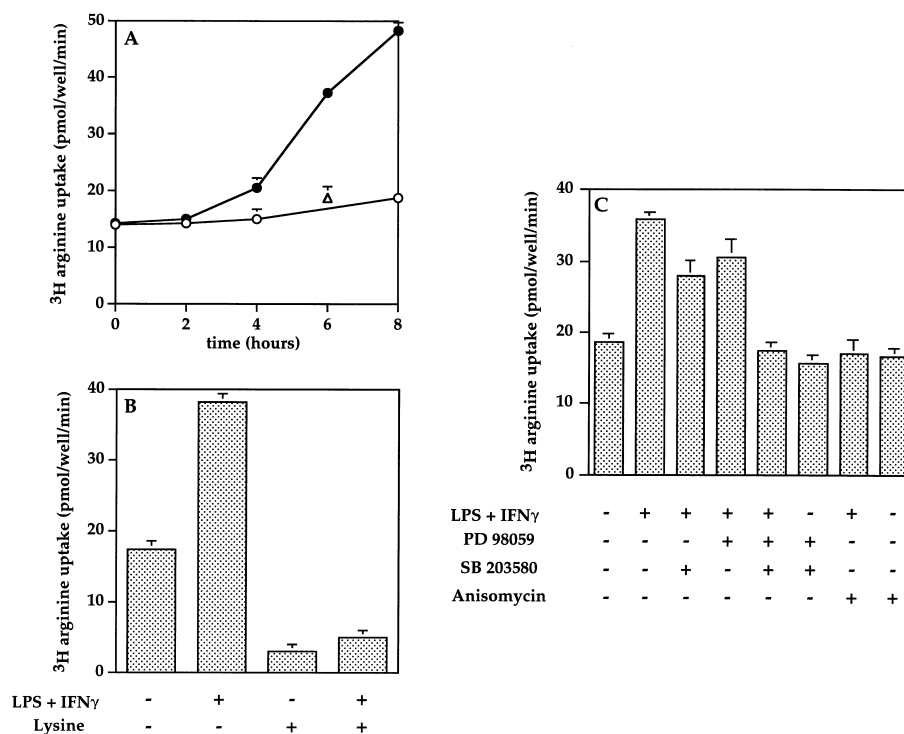 A
³H arginine uptake (pmol/well/min)
50
40
30
20
10
0
0 2 4 6 8
time (hours)
B
³H arginine uptake (pmol/well/min)
40
30
20
10
0
LPS + IFNγ - + - +
Lysine - - + +
C
³H arginine uptake (pmol/well/min)
40
30
20
10
0
LPS + IFNγ - + + + + - + -
PD 98059 - - - + + + - -
SB 203580 - - + - + + - -
Anisomycin - - - - - - + +